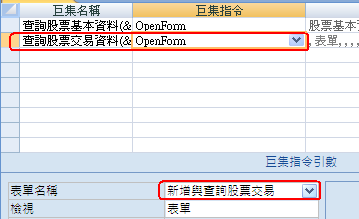 巨集名稱 巨集指令
查詢股票基本資料(& OpenForm 股票基本
查詢股票交易資料(& OpenForm , 表單, , , ,
巨集指令引數
表單名稱 新增與查詢股票交易
檢視 表單